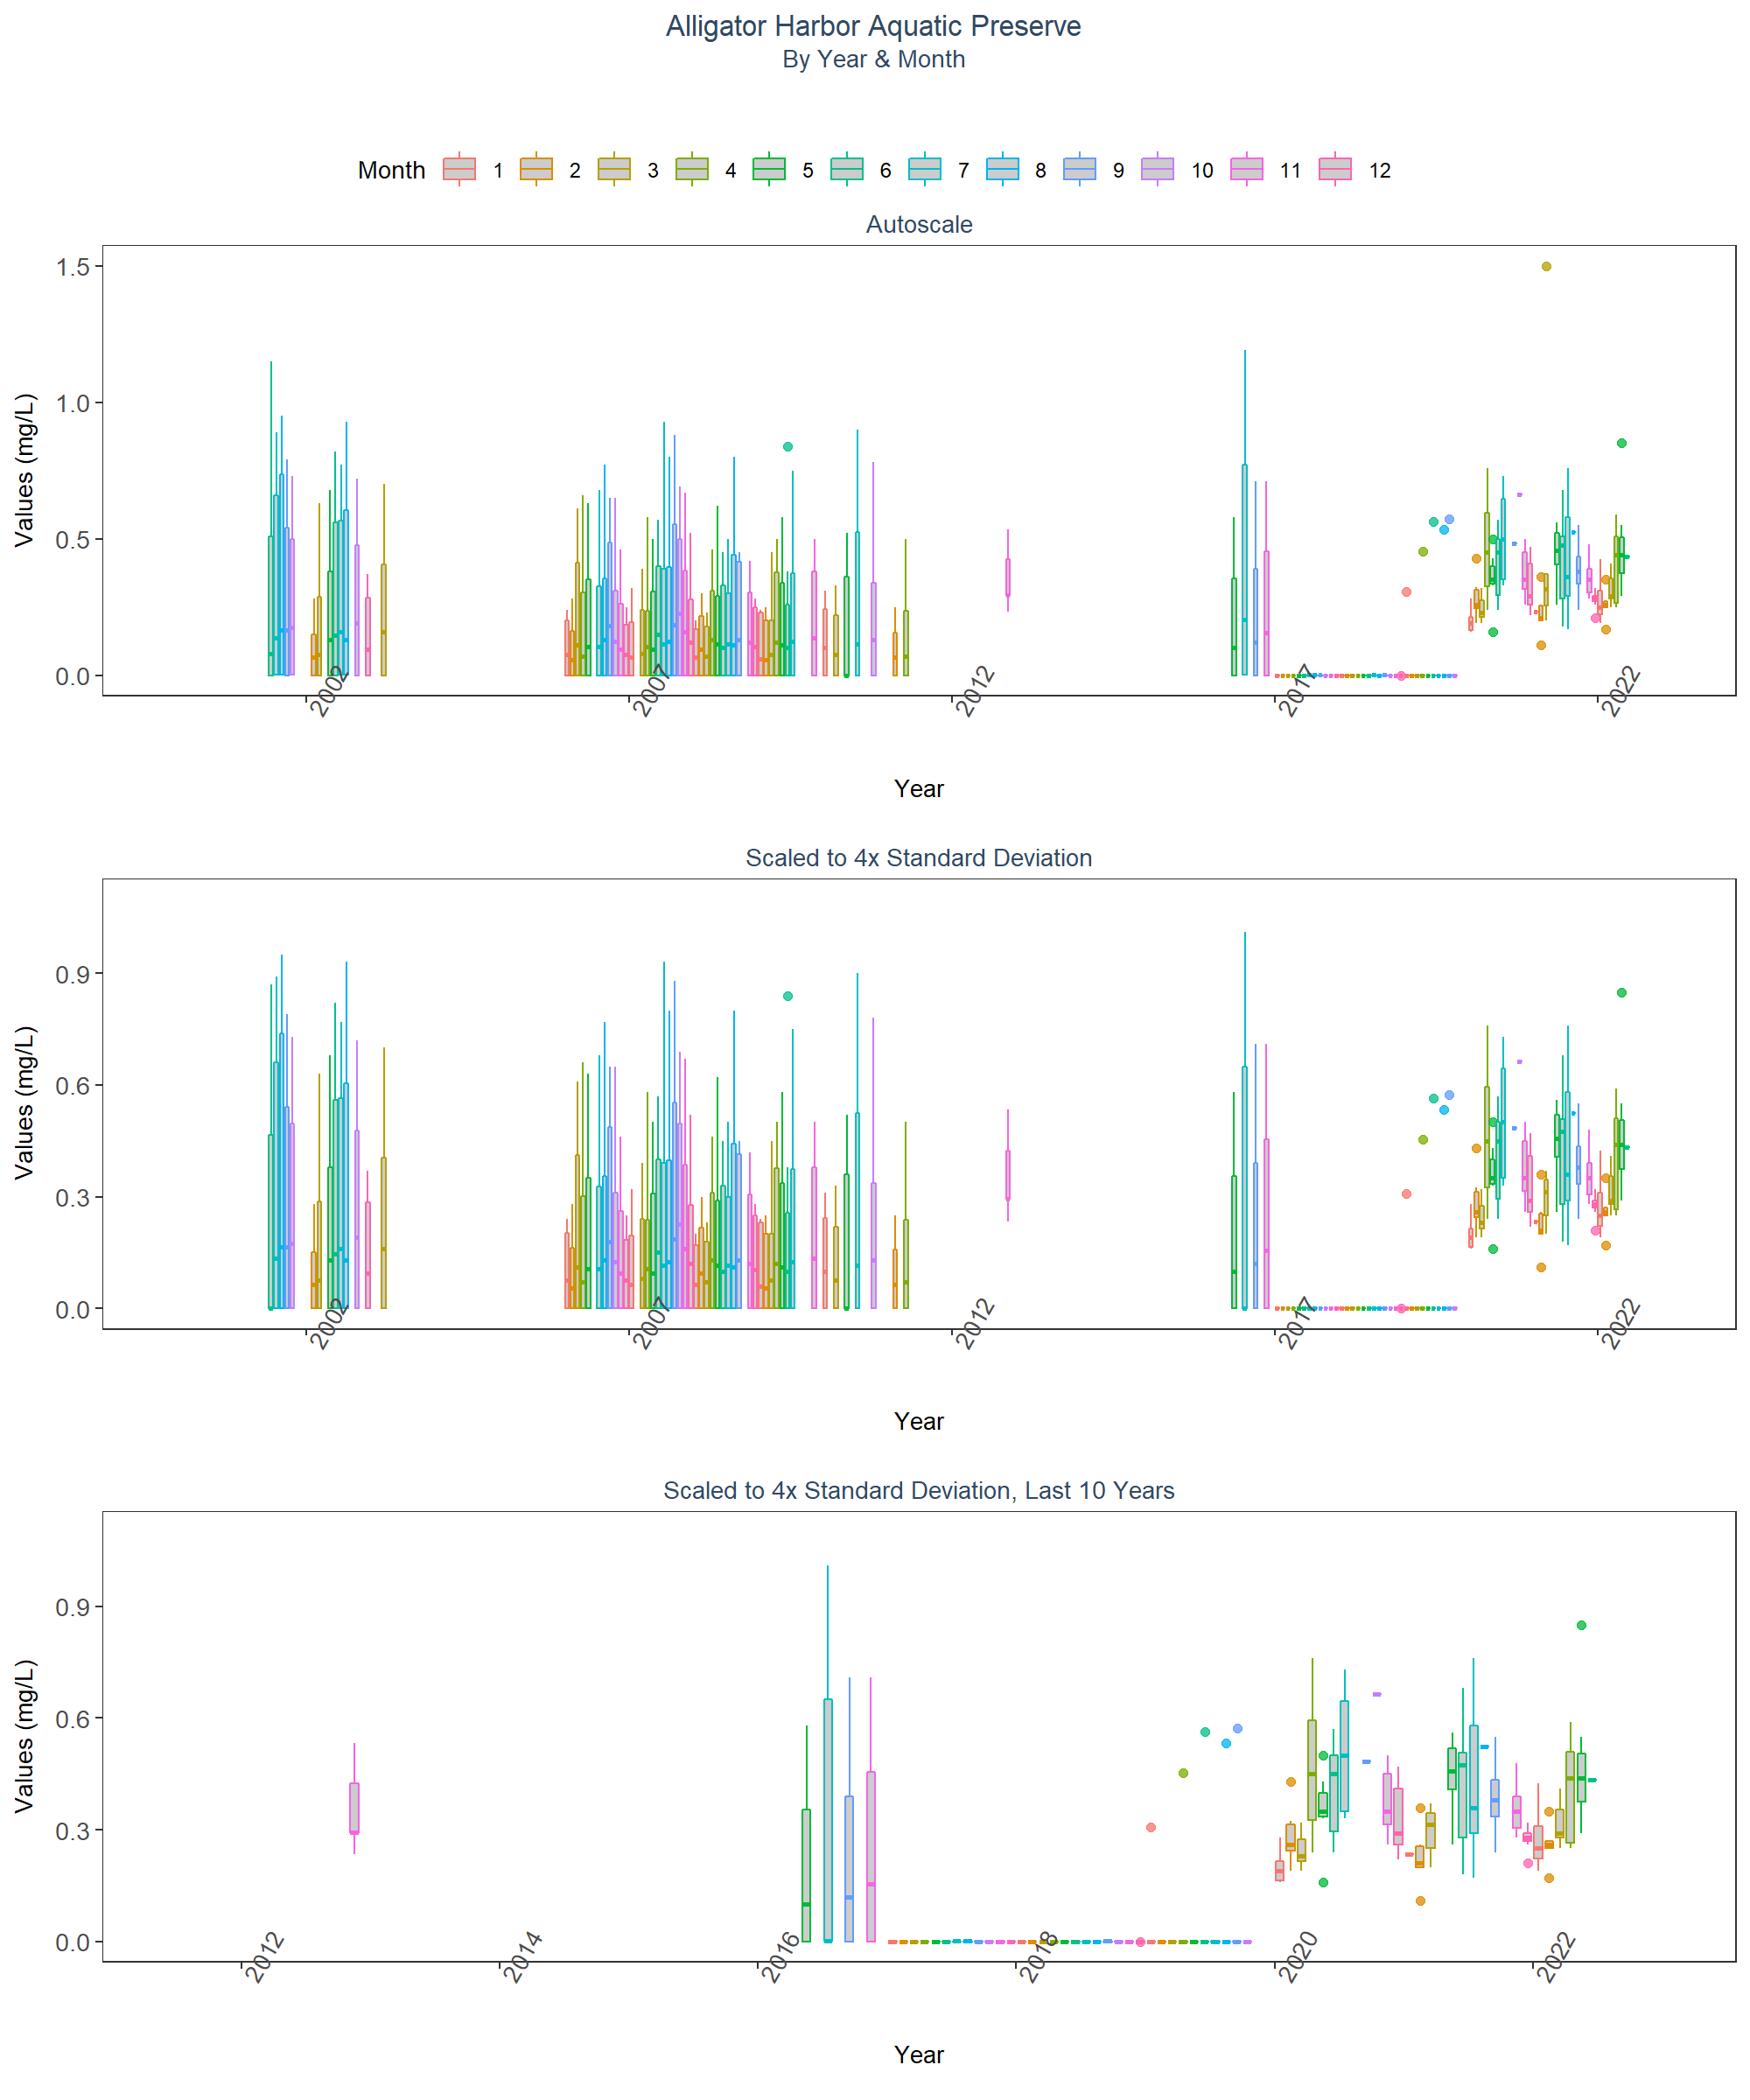 Alligator Harbor Aquatic Preserve
By Year & Month
Month 1 2 3 4 5 6 7 8 9 10 11 12
Autoscale
Values (mg/L)
1.5
1.0
0.5
0.0
2002 2007 2012 2017 2022
Year
Scaled to 4x Standard Deviation
Values (mg/L)
0.9
0.6
0.3
0.0
2002 2007 2012 2017 2022
Year
Scaled to 4x Standard Deviation, Last 10 Years
Values (mg/L)
0.9
0.6
0.3
0.0
2012 2014 2016 2018 2020 2022
Year